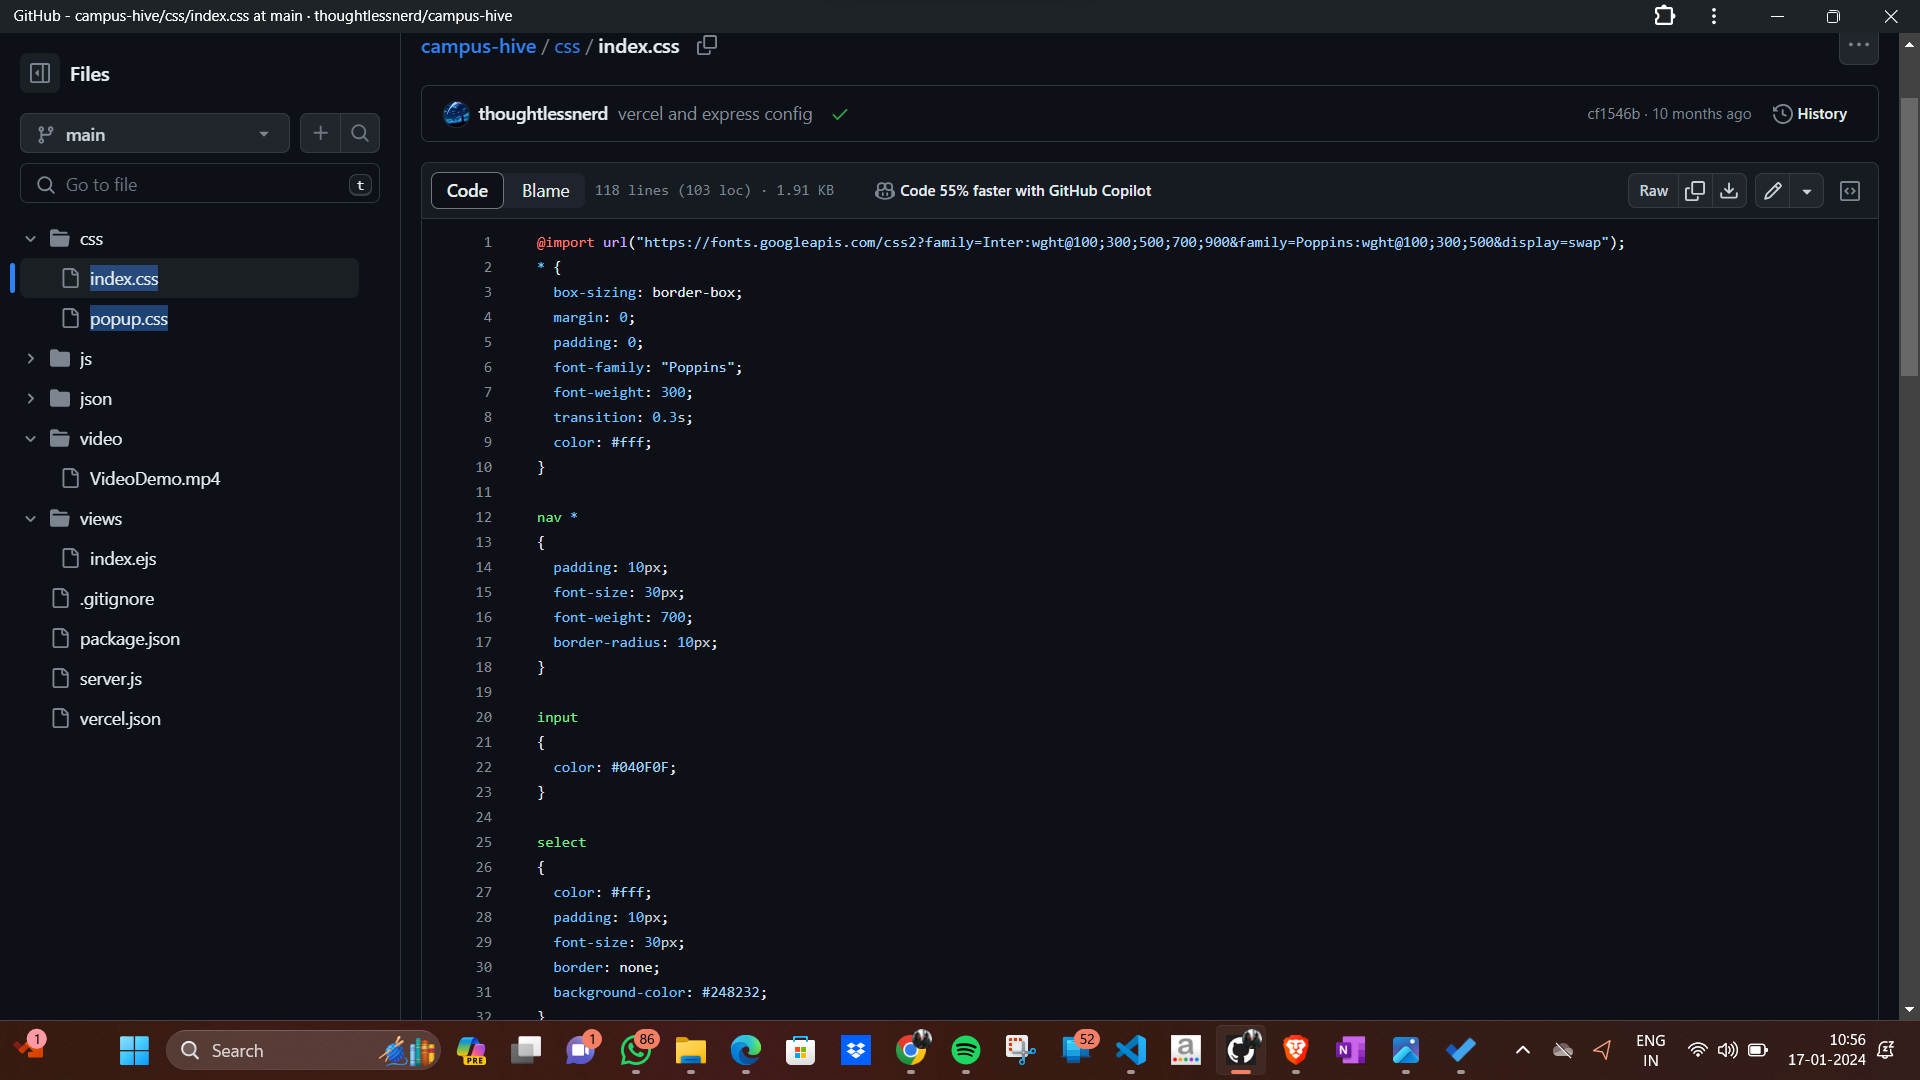 GitHub - campus-hive/css/index.css at main · thoughtlessnerd/campus-hive
Files
main
Go to file
t
css
index.css
popup.css
js
json
video
VideoDemo.mp4
views
index.ejs
.gitignore
package.json
server.js
vercel.json
campus-hive / css / index.css
thoughtlessnerd vercel and express config
cf1546b · 10 months ago
History
Code
Blame
118 lines (103 loc) · 1.91 KB
Code 55% faster with GitHub Copilot
Raw
1 @import url("https://fonts.googleapis.com/css2?family=Inter:wght@100;300;500;700;900&family=Poppins:wght@100;300;500&display=swap");
2 * {
3 box-sizing: border-box;
4 margin: 0;
5 padding: 0;
6 font-family: "Poppins";
7 font-weight: 300;
8 transition: 0.3s;
9 color: #fff;
10 }
11
12 nav *
13 {
14 padding: 10px;
15 font-size: 30px;
16 font-weight: 700;
17 border-radius: 10px;
18 }
19
20 input
21 {
22 color: #040F0F;
23 }
24
25 select
26 {
27 color: #fff;
28 padding: 10px;
29 font-size: 30px;
30 border: none;
31 background-color: #248232;
32 }
1
Search
PRE
1
86
52
a
N
ENG
IN
10:56
17-01-2024